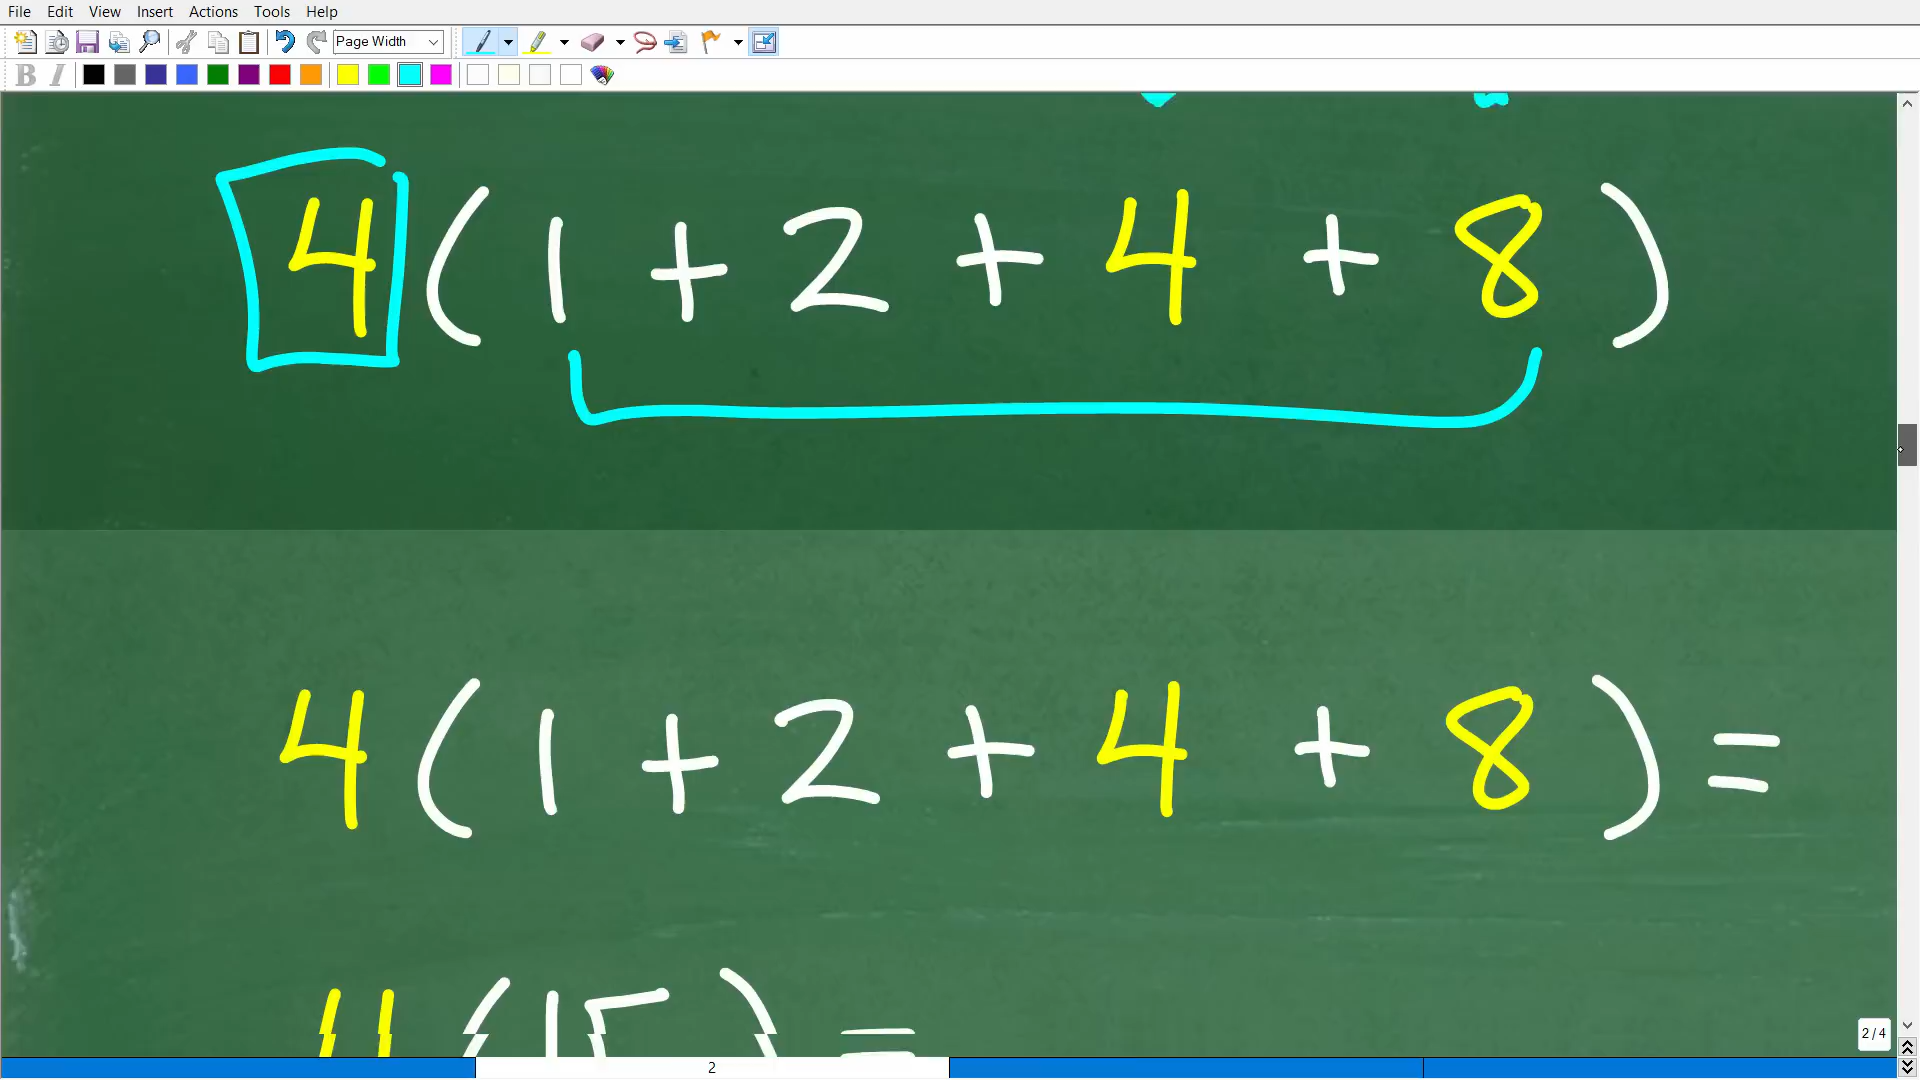 File Edit View Insert Actions Tools Help
Page Width
B I
4(1+2+4+8)
4(1+2+4+8)=
4(15)=
2/4
2